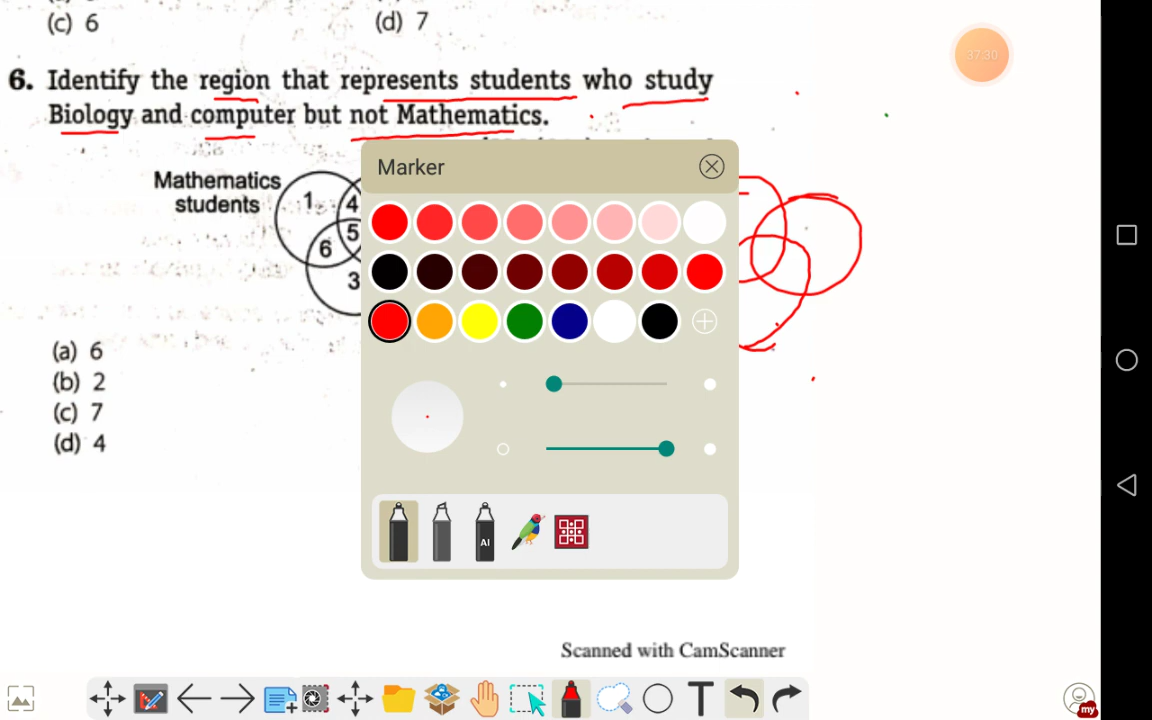 (c) 6 (d) 7
37:30
6. Identify the region that represents students who study
Biology and computer but not Mathematics.
Marker
Mathematics
students
1
4
5
6
3
(a) 6
(b) 2
(c) 7
(d) 4
AI
Scanned with CamScanner
T
my